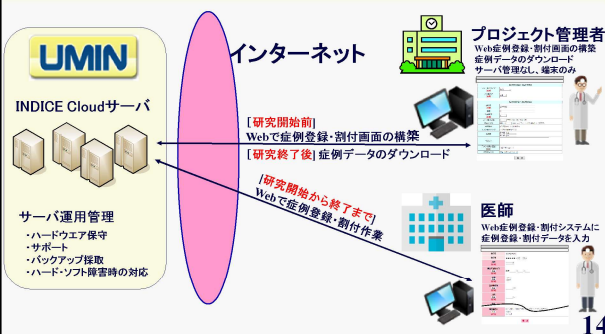 UMIN
INDICE Cloudサーバ
サーバ運用管理
・ハードウエア保守
・サポート
・バックアップ採取
・ハード・ソフト障害時の対応
インターネット
[研究開始前]
Webで症例登録・割付画面の構築
[研究終了後] 症例データのダウンロード
[研究開始から終了まで]
Webで症例登録・割付作業
プロジェクト管理者
Web症例登録・割付画面の構築
症例データのダウンロード
サーバ管理なし、端末のみ
医師
Web症例登録・割付システムに
症例登録・割付データを入力
14